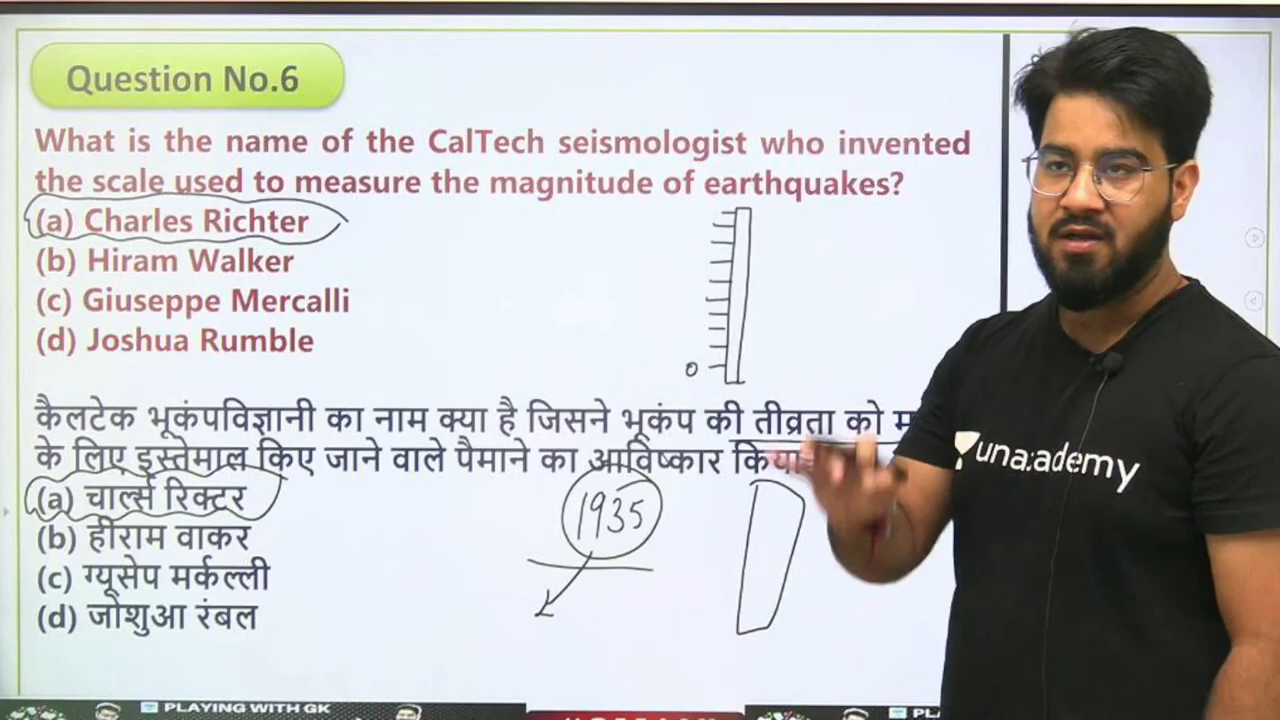 Question No.6
What is the name of the CalTech seismologist who invented
the scale used to measure the magnitude of earthquakes?
(a) Charles Richter
(b) Hiram Walker
(c) Giuseppe Mercalli
(d) Joshua Rumble
0
कैलटेक भूकंपविज्ञानी का नाम क्या है जिसने भूकंप की तीव्रता को
के लिए इस्तेमाल किए जाने वाले पैमाने का आविष्कार किया
(a) चार्ल्स रिक्टर
(b) हीराम वाकर
(c) ग्यूसेप मर्कल्ली
(d) जोशुआ रंबल
1935
unacademy
PLAYING WITH GK